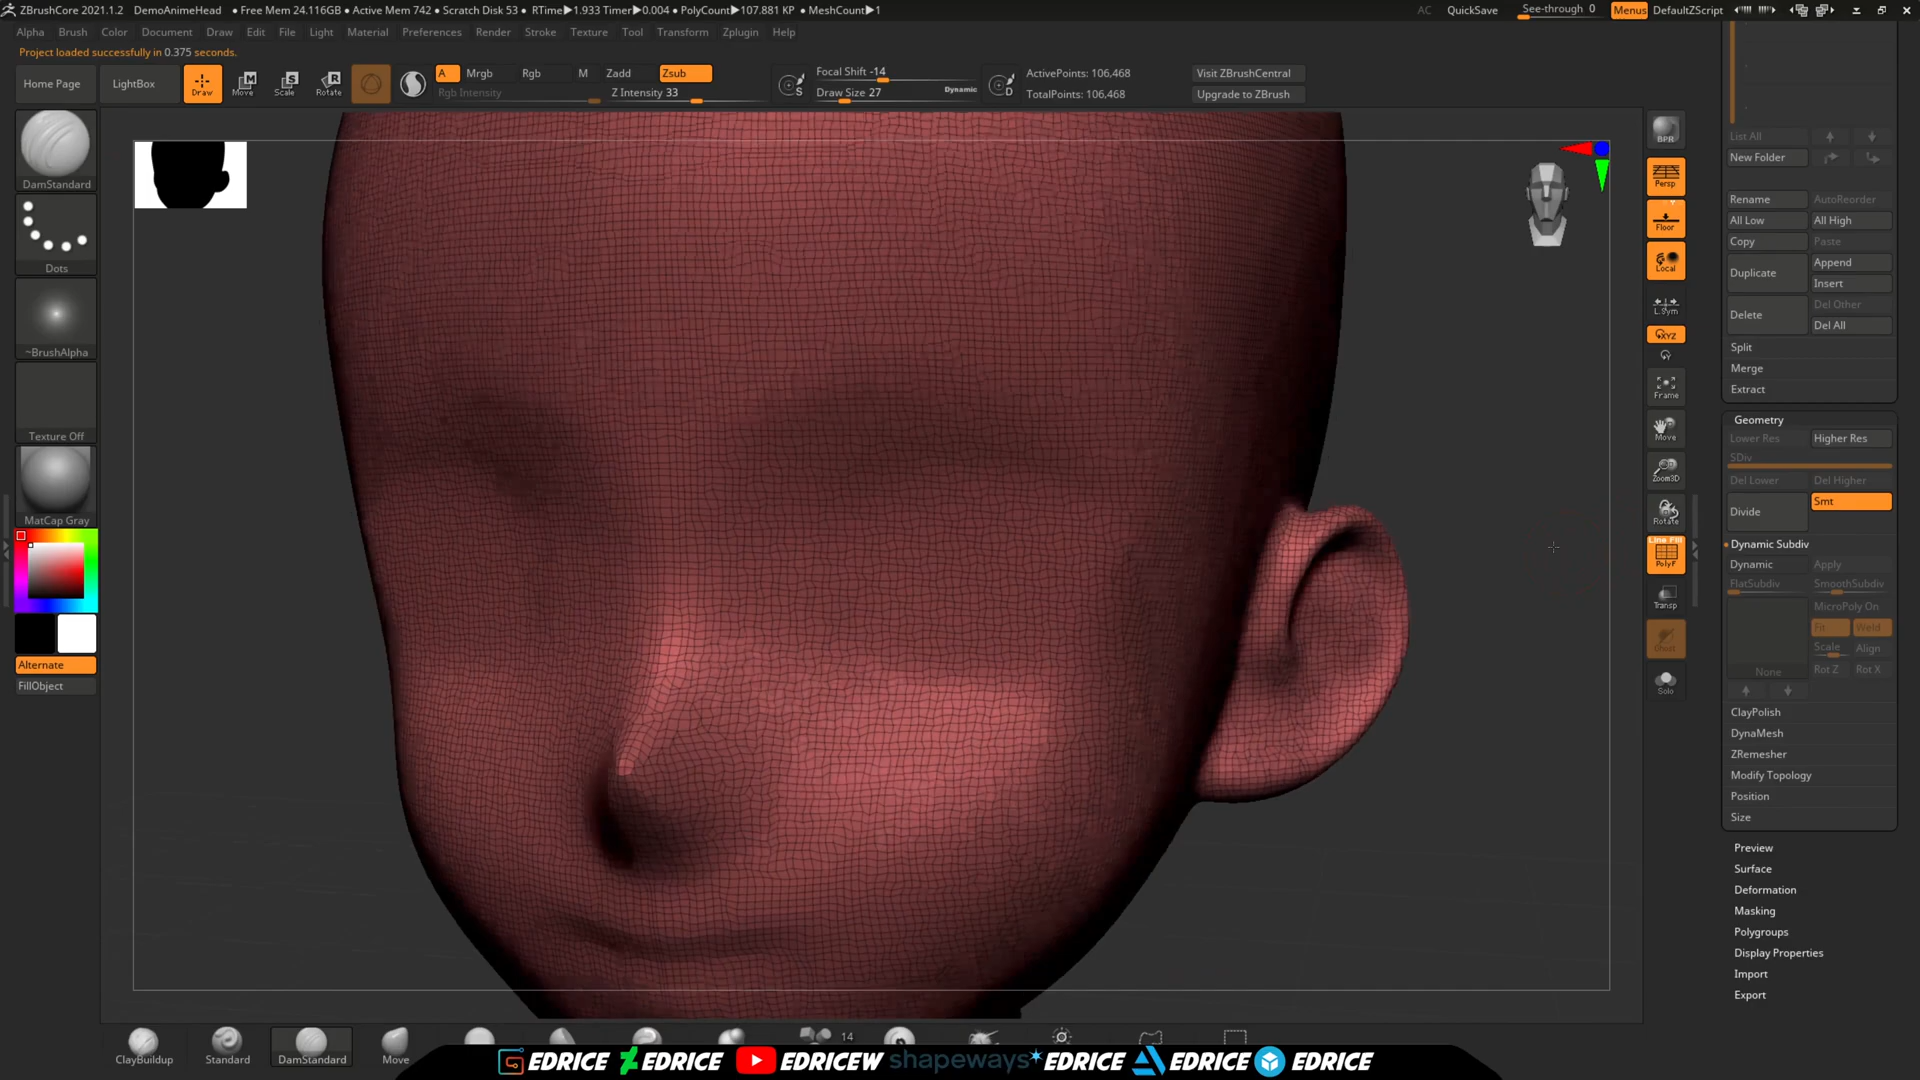 ZBrushCore 2021.1.2 DemoAnimeHead ● Free Mem 24.116GB ● Active Mem 742 ● Scratch Disk 53 ● RTime▶1.933 Timer▶0.004 ● PolyCount▶107.881 KP ● MeshCount▶1 AC QuickSave See-through 0 Menus DefaultZScript
Alpha Brush Color Document Draw Edit File Light Material Preferences Render Stroke Texture Tool Transform Zplugin Help
Project loaded successfully in 0.375 seconds.
Home Page LightBox Draw Move Scale Rotate
A Mrgb Rgb M Zadd Zsub
Rgb Intensity Z Intensity 33
Focal Shift -14
Draw Size 27 Dynamic
ActivePoints: 106,468
TotalPoints: 106,468
Visit ZBrushCentral
Upgrade to ZBrush
DamStandard
Dots
~BrushAlpha
Texture Off
MatCap Gray
Alternate
FillObject
BPR
Persp
Floor
Local
L.Sym
XYZ
Frame
Move
Zoom3D
Rotate
Line Fill
PolyF
Transp
Ghost
Solo
List All
New Folder
Rename AutoReorder
All Low All High
Copy Paste
Duplicate Append
Insert
Delete Del Other
Del All
Split
Merge
Extract
Geometry
Lower Res Higher Res
SDiv
Del Lower Del Higher
Divide Smt
Dynamic Subdiv
Dynamic Apply
FlatSubdiv SmoothSubdiv
MicroPoly On
Fit Weld
Scale Align
None Rot Z Rot X
ClayPolish
DynaMesh
ZRemesher
Modify Topology
Position
Size
Preview
Surface
Deformation
Masking
Polygroups
Display Properties
Import
Export
ClayBuildup Standard DamStandard Move 14
EDRICE EDRICE EDRICEW shapeways EDRICE EDRICE EDRICE